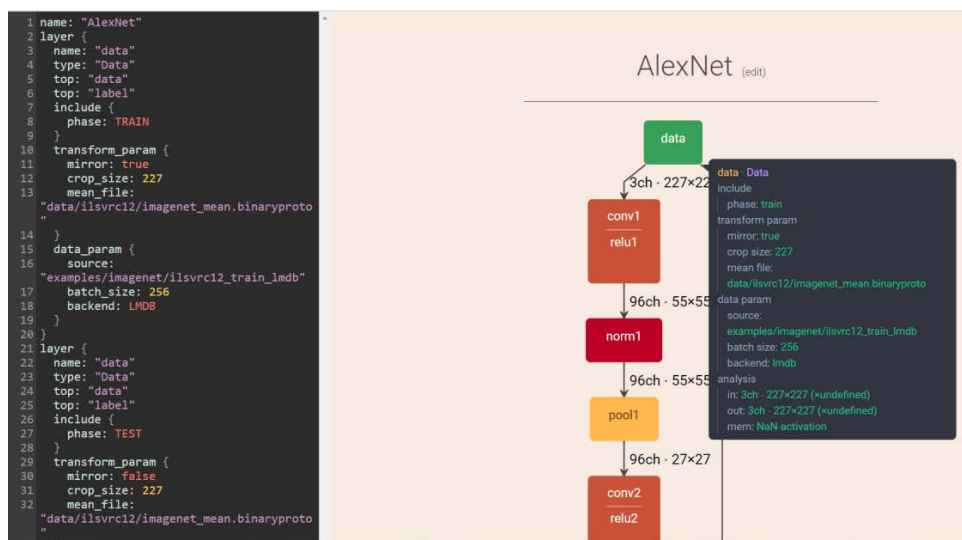 1 name: "AlexNet"
2 layer {
3 name: "data"
4 type: "Data"
5 top: "data"
6 top: "label"
7 include {
8 phase: TRAIN
9 }
10 transform_param {
11 mirror: true
12 crop_size: 227
13 mean_file:
"data/ilsvrc12/imagenet_mean.binaryproto
"
14 }
15 data_param {
16 source:
"examples/imagenet/ilsvrc12_train_lmdb"
17 batch_size: 256
18 backend: LMDB
19 }
20 }
21 layer {
22 name: "data"
23 type: "Data"
24 top: "data"
25 top: "label"
26 include {
27 phase: TEST
28 }
29 transform_param {
30 mirror: false
31 crop_size: 227
32 mean_file:
"data/ilsvrc12/imagenet_mean.binaryproto
"
AlexNet (edit)
data
3ch · 227×22
conv1
relu1
96ch · 55×55
norm1
96ch · 55×55
pool1
96ch · 27×27
conv2
relu2
data Data
include
phase: train
transform param
mirror: true
crop size: 227
mean file:
data/ilsvrc12/imagenet_mean.binaryproto
data param
source:
examples/imagenet/ilsvrc12_train_lmdb
batch size: 256
backend: lmdb
analysis
in: 3ch · 227×227 (×undefined)
out: 3ch · 227×227 (×undefined)
mem: NaN-activation